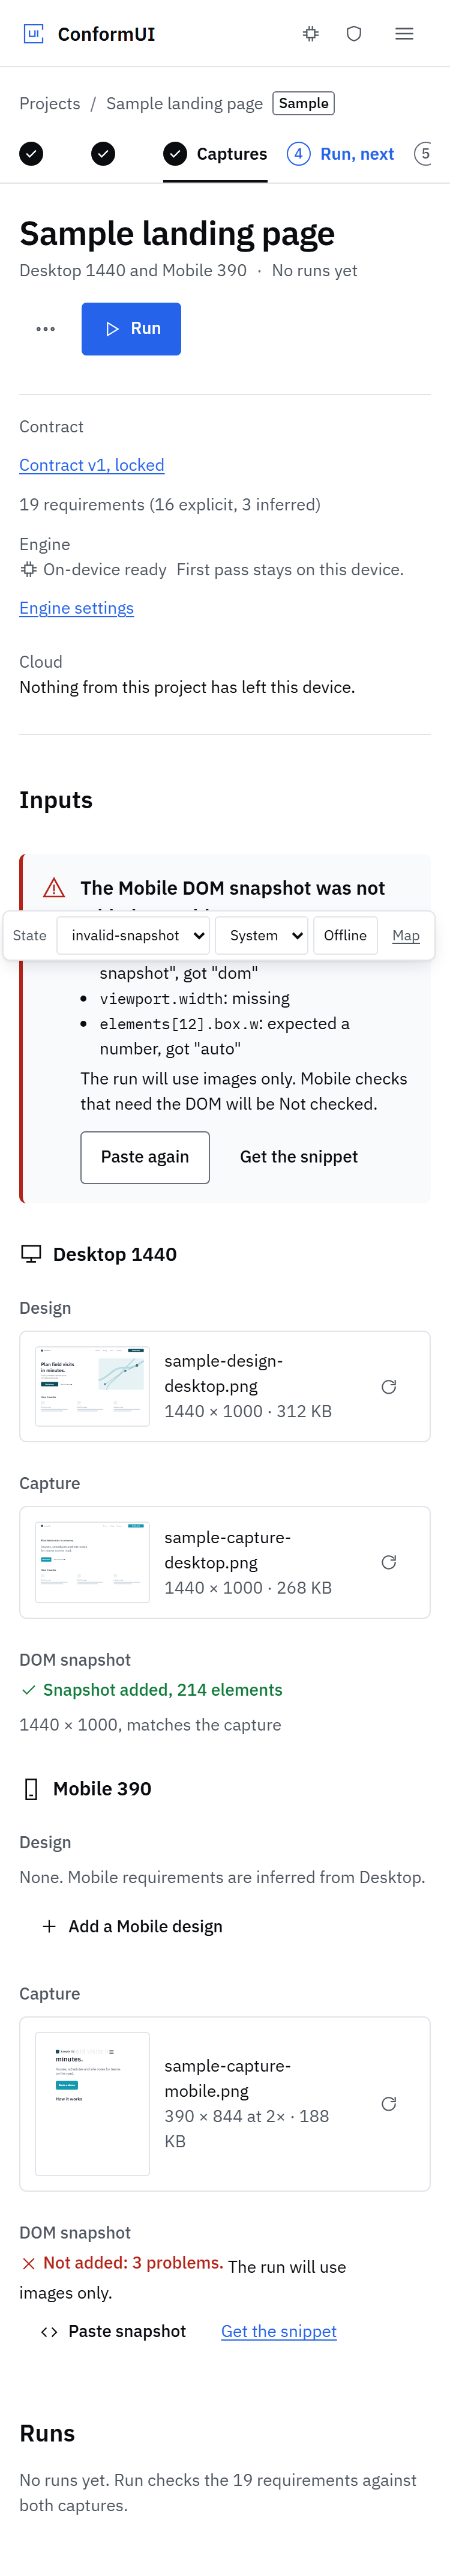 ConformUI
Projects / Sample landing page Sample
Captures 4 Run, next 5
Sample landing page
Desktop 1440 and Mobile 390 · No runs yet
Run
Contract
Contract v1, locked
19 requirements (16 explicit, 3 inferred)
Engine
On-device ready First pass stays on this device.
Engine settings
Cloud
Nothing from this project has left this device.
Inputs
The Mobile DOM snapshot was not
State invalid-snapshot System Offline Map
snapshot", got "dom"
• viewport.width: missing
• elements[12].box.w: expected a
number, got "auto"
The run will use images only. Mobile checks
that need the DOM will be Not checked.
Paste again Get the snippet
Desktop 1440
Design
Plan field visits
in minutes.
sample-design-
desktop.png
1440 × 1000 · 312 KB
Capture
sample-capture-
desktop.png
1440 × 1000 · 268 KB
DOM snapshot
Snapshot added, 214 elements
1440 × 1000, matches the capture
Mobile 390
Design
None. Mobile requirements are inferred from Desktop.
Add a Mobile design
Capture
minutes.
How it works
sample-capture-
mobile.png
390 × 844 at 2× · 188
KB
DOM snapshot
Not added: 3 problems. The run will use
images only.
Paste snapshot Get the snippet
Runs
No runs yet. Run checks the 19 requirements against
both captures.